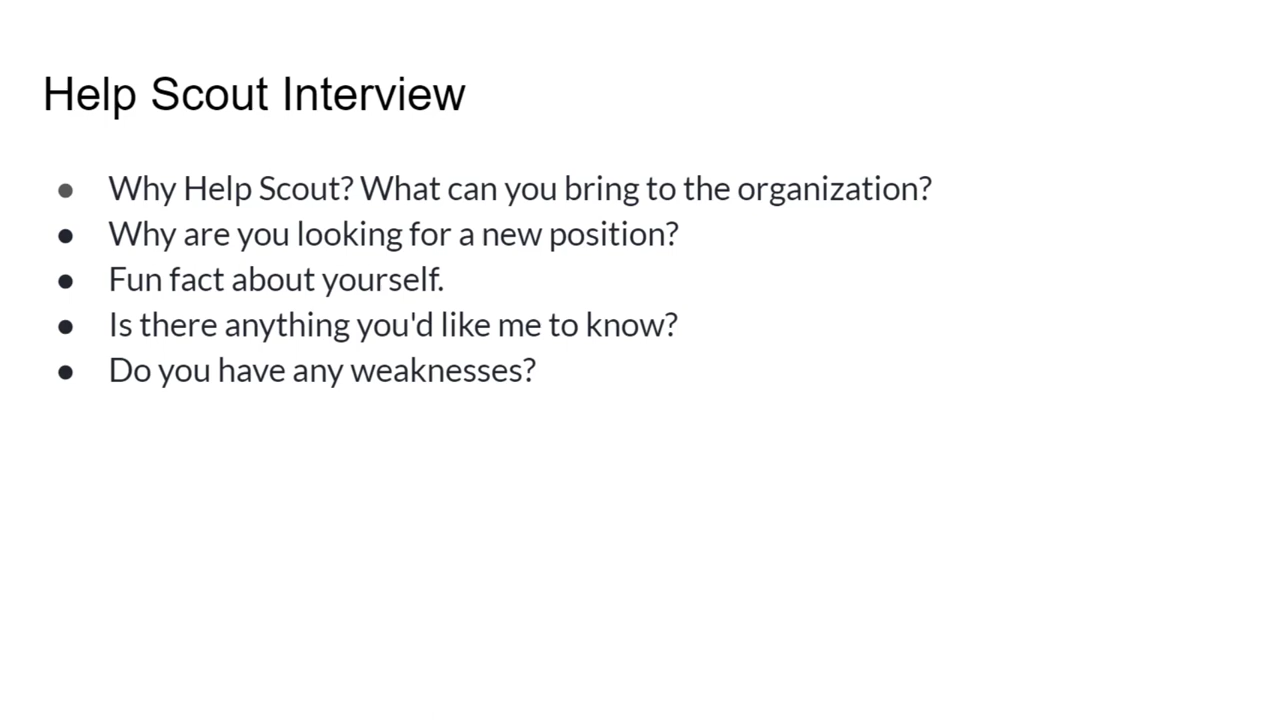 Help Scout Interview
● Why Help Scout? What can you bring to the organization?
● Why are you looking for a new position?
● Fun fact about yourself.
● Is there anything you'd like me to know?
● Do you have any weaknesses?